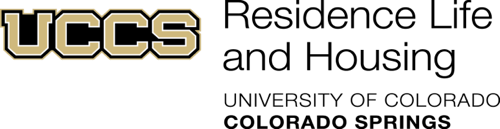 UCCS
Residence Life
and Housing
UNIVERSITY OF COLORADO
COLORADO SPRINGS